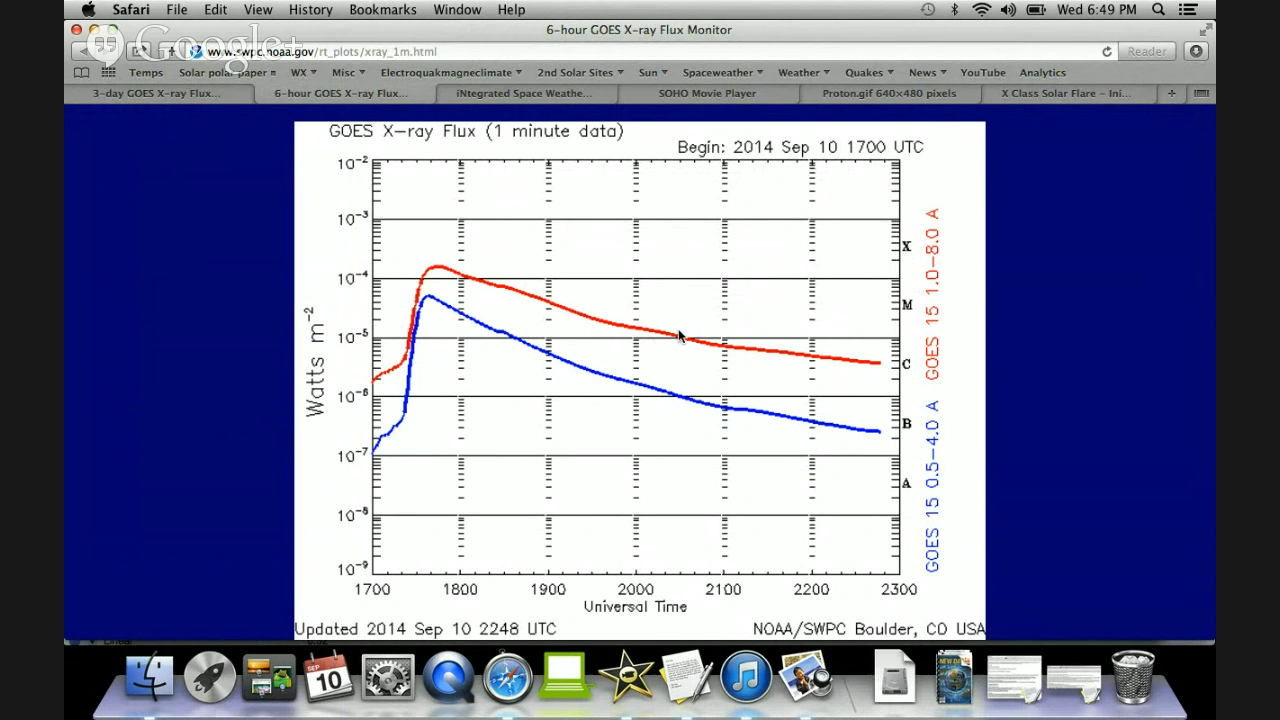 Safari File Edit View History Bookmarks Window Help Wed 6:49 PM
6-hour GOES X-ray Flux Monitor
Google+
www.swpc.noaa.gov/rt_plots/xray_1m.html Reader
Temps Solar polar paper = WX Misc Electroquakmagneclimate 2nd Solar Sites Sun Spaceweather Weather Quakes News YouTube Analytics
3-day GOES X-ray Flux... 6-hour GOES X-ray Flux... iNtegrated Space Weathe... SOHO Movie Player Proton.gif 640×480 pixels X Class Solar Flare - Ini...
GOES X-ray Flux (1 minute data)
Begin: 2014 Sep 10 1700 UTC
10⁻²
10⁻³
X
10⁻⁴
M
10⁻⁵
C
10⁻⁶
B
10⁻⁷
A
10⁻⁸
10⁻⁹
Watts m⁻²
GOES 15 1.0-8.0 A
GOES 15 0.5-4.0 A
1700 1800 1900 2000 2100 2200 2300
Universal Time
Updated 2014 Sep 10 2248 UTC NOAA/SWPC Boulder, CO USA
SEP
10